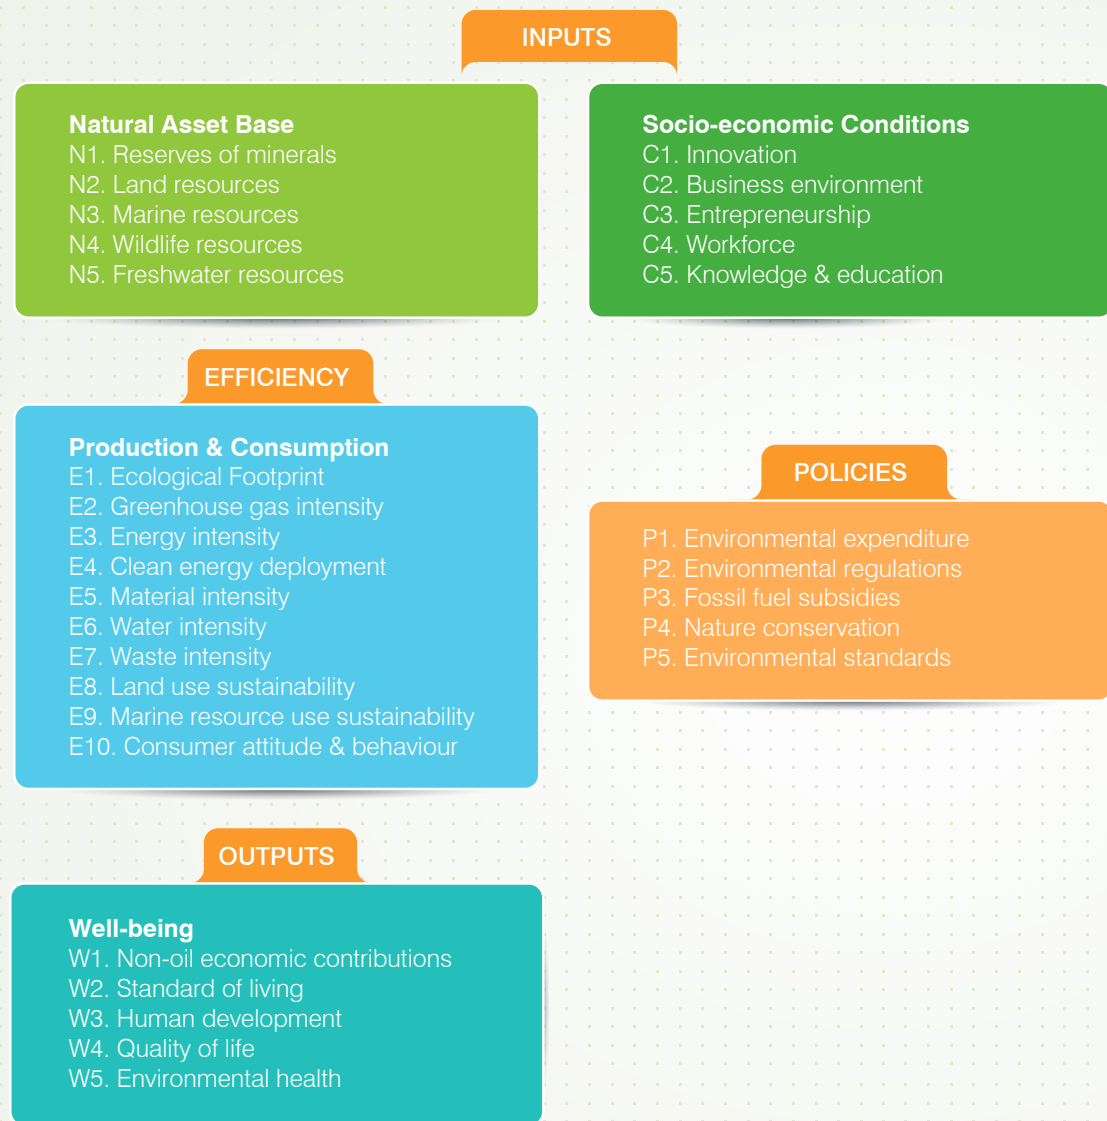 INPUTS
Natural Asset Base
N1. Reserves of minerals
N2. Land resources
N3. Marine resources
N4. Wildlife resources
N5. Freshwater resources
Socio-economic Conditions
C1. Innovation
C2. Business environment
C3. Entrepreneurship
C4. Workforce
C5. Knowledge & education
EFFICIENCY
Production & Consumption
E1. Ecological Footprint
E2. Greenhouse gas intensity
E3. Energy intensity
E4. Clean energy deployment
E5. Material intensity
E6. Water intensity
E7. Waste intensity
E8. Land use sustainability
E9. Marine resource use sustainability
E10. Consumer attitude & behaviour
POLICIES
P1. Environmental expenditure
P2. Environmental regulations
P3. Fossil fuel subsidies
P4. Nature conservation
P5. Environmental standards
OUTPUTS
Well-being
W1. Non-oil economic contributions
W2. Standard of living
W3. Human development
W4. Quality of life
W5. Environmental health